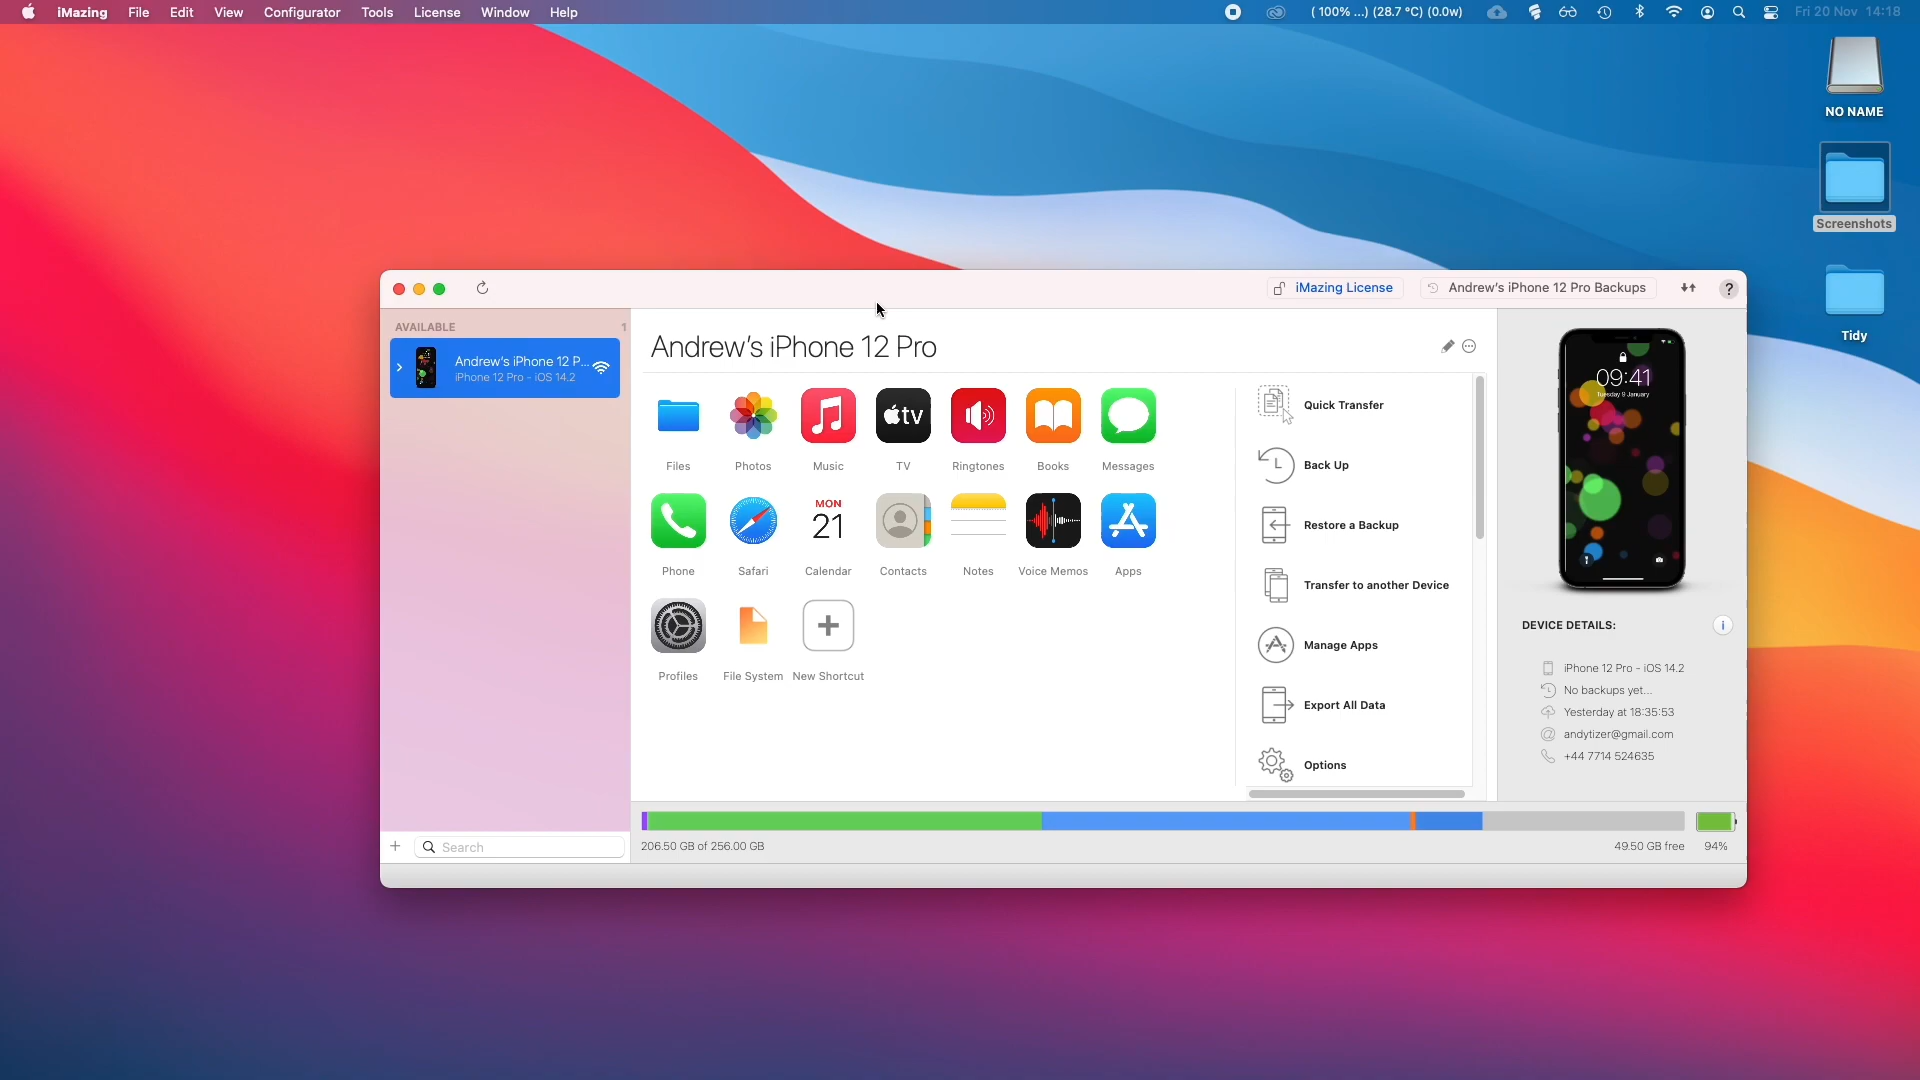 iMazing File Edit View Configurator Tools License Window Help
(100% ...) (28.7 °C) (0.0w) Fri 20 Nov 14:18
NO NAME
Screenshots
Tidy
iMazing License
Andrew's iPhone 12 Pro Backups
?
AVAILABLE 1
Andrew's iPhone 12 P...
iPhone 12 Pro - iOS 14.2
Search
Andrew's iPhone 12 Pro
tv
Files Photos Music TV Ringtones Books Messages
MON
21
Phone Safari Calendar Contacts Notes Voice Memos Apps
Profiles File System New Shortcut
Quick Transfer
Back Up
Restore a Backup
Transfer to another Device
Manage Apps
Export All Data
Options
09:41
Tuesday 9 January
DEVICE DETAILS:
iPhone 12 Pro - iOS 14.2
No backups yet...
Yesterday at 18:35:53
andytizer@gmail.com
+44 7714 524635
206.50 GB of 256.00 GB
49.50 GB free 94%